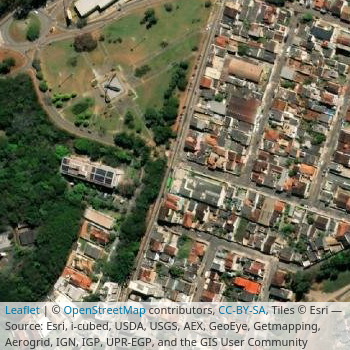 Leaflet | © OpenStreetMap contributors, CC-BY-SA, Tiles © Esri —
Source: Esri, i-cubed, USDA, USGS, AEX, GeoEye, Getmapping,
Aerogrid, IGN, IGP, UPR-EGP, and the GIS User Community